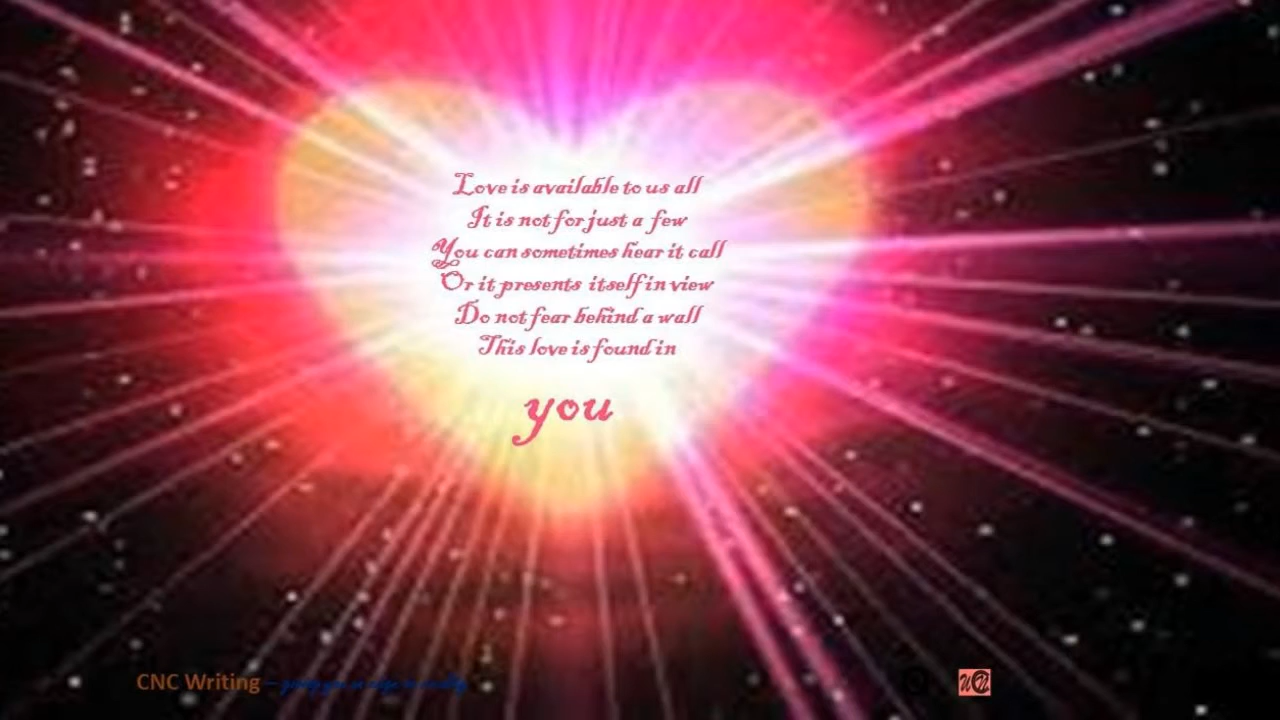 Love is available to us all
It is not for just a few
You can sometimes hear it call
Or it presents itself in view
Do not fear behind a wall
This love is found in
you
CNC Writing –